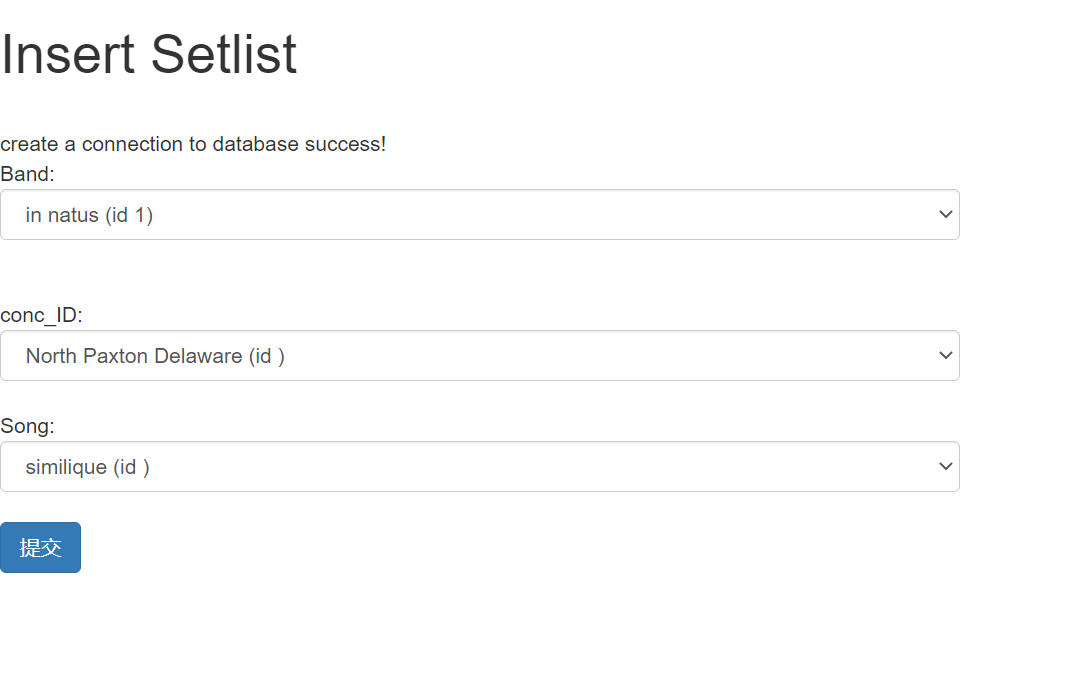 Insert Setlist
create a connection to database success!
Band:
in natus (id 1)
conc_ID:
North Paxton Delaware (id )
Song:
similique (id )
提交